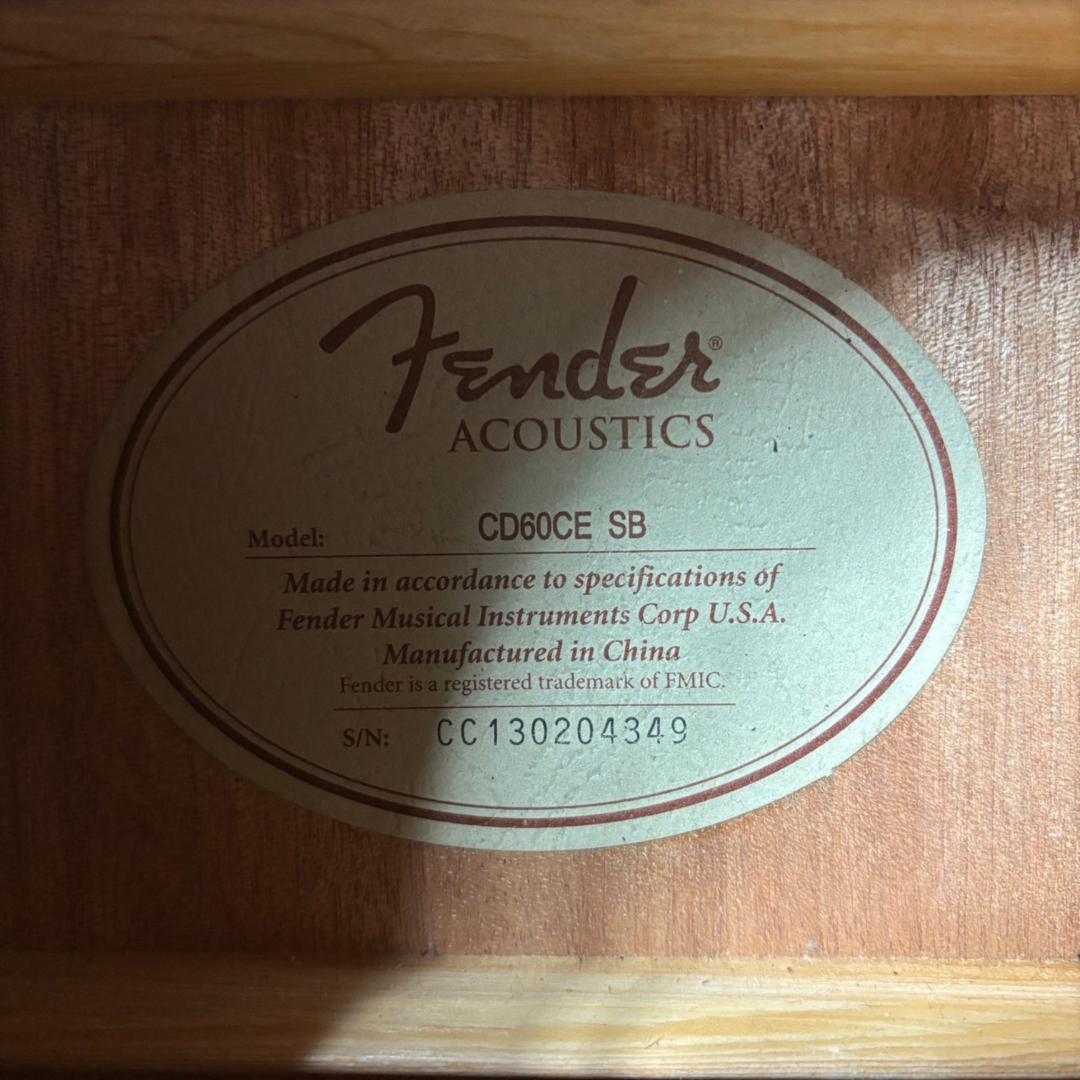 Fender®
ACOUSTICS
Model: CD60CE SB
Made in accordance to specifications of
Fender Musical Instruments Corp U.S.A.
Manufactured in China
Fender is a registered trademark of FMIC.
S/N: CC130204349